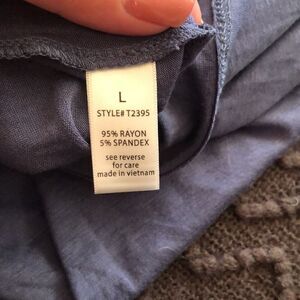 L
STYLE# T2395
95% RAYON
5% SPANDEX
see reverse
for care
made in vietnam